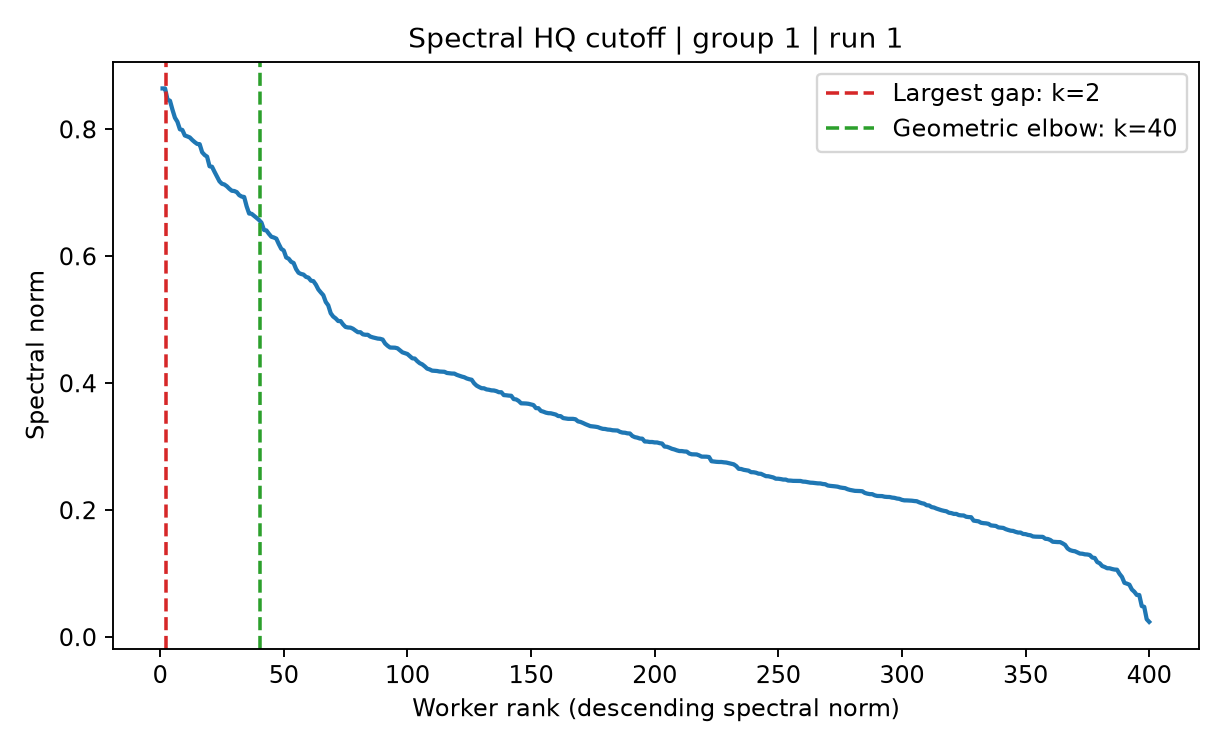 Spectral HQ cutoff | group 1 | run 1
Largest gap: k=2
Geometric elbow: k=40
Spectral norm
0.8
0.6
0.4
0.2
0.0
0 50 100 150 200 250 300 350 400
Worker rank (descending spectral norm)